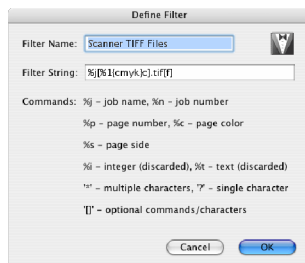 Define Filter
Filter Name: Scanner TIFF Files
Filter String: %j[%1{cmyk}c].tif[f]
Commands: %j – job name, %n – job number
%p – page number, %c – page color
%s – page side
%i – integer (discarded), %t – text (discarded)
'*' – multiple characters, '?' – single character
'[]' – optional commands/characters
Cancel OK